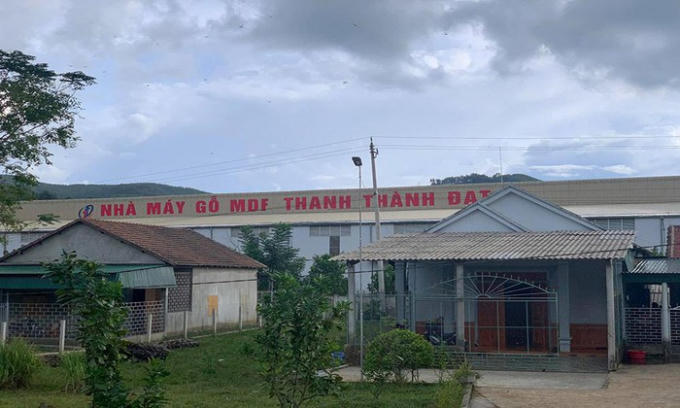 NHÀ MÁY GỖ MDF THANH THÀNH ĐẠT